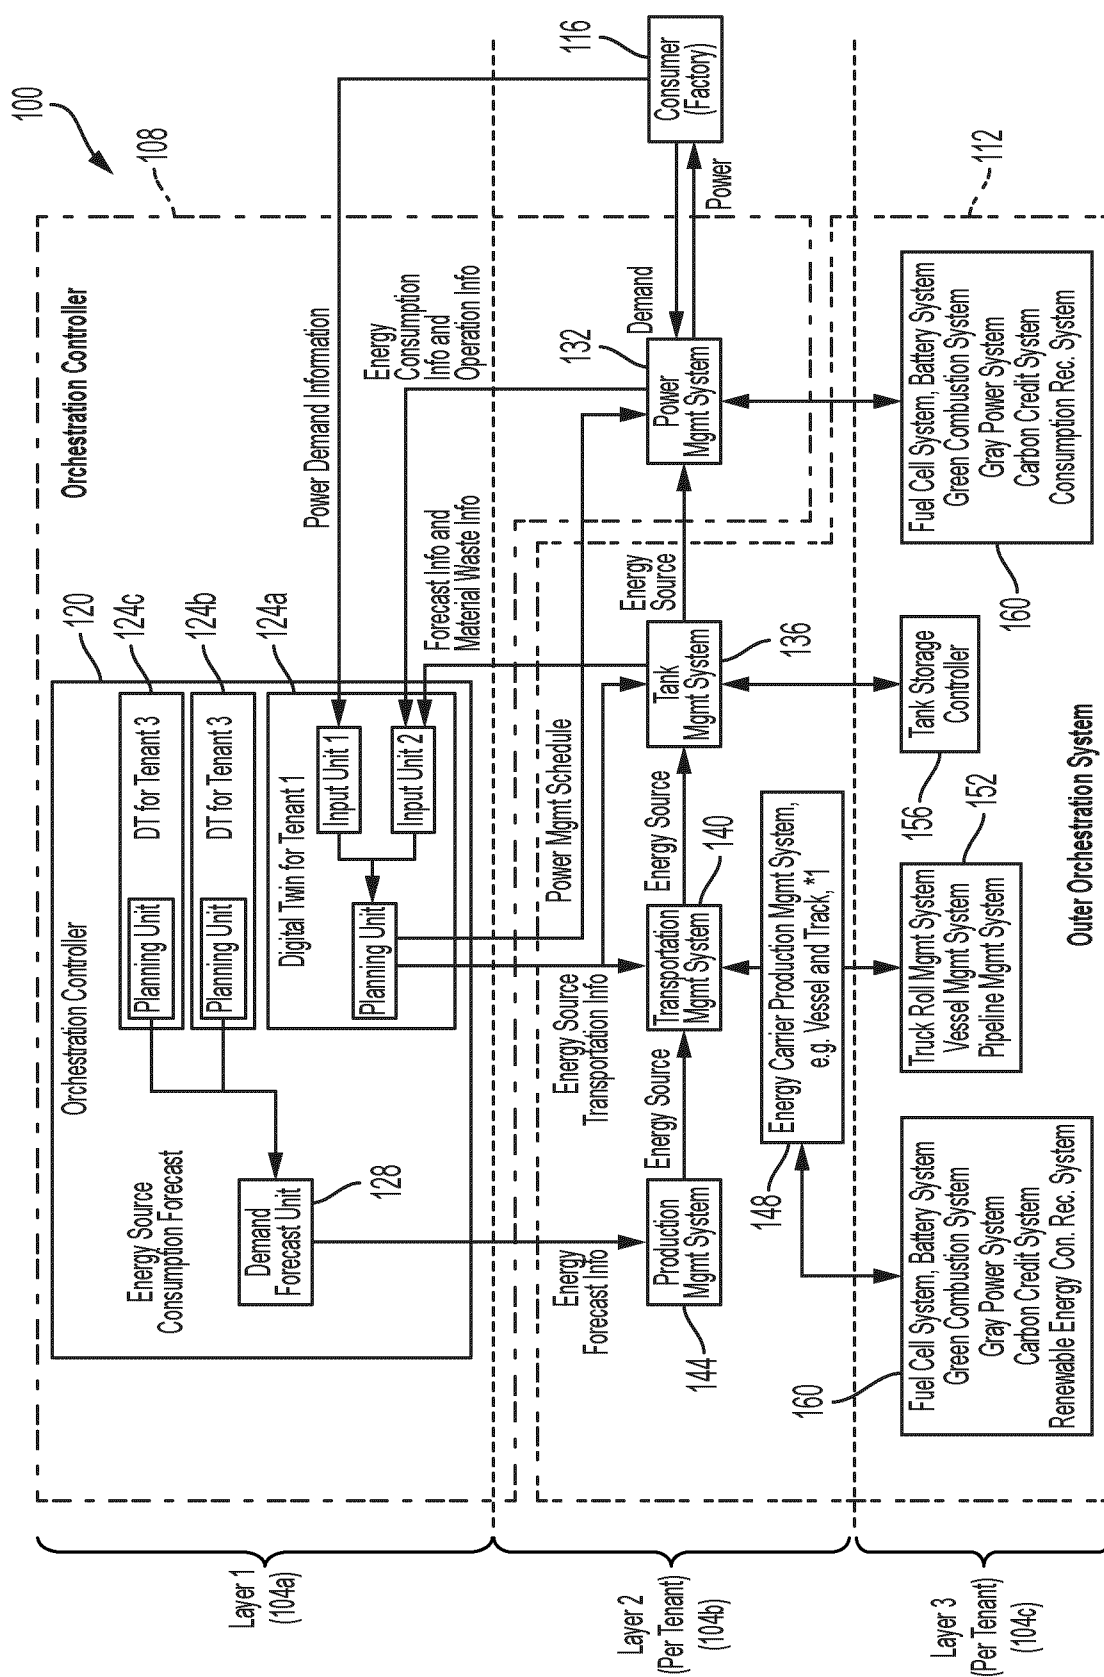 100
108
Orchestration Controller
120
124c
124b
124a
Orchestration Controller
DT for Tenant 3
Planning Unit
DT for Tenant 3
Planning Unit
Digital Twin for Tenant 1
Input Unit 1
Input Unit 2
Planning Unit
Energy Source
Consumption Forecast
Demand
Forecast Unit
128
Power Demand Information
Energy
Consumption
Info and
Operation Info
Forecast Info and
Material Waste Info
Power Mgmt Schedule
Energy Source
Transportation Info
Energy
Forecast Info
Layer 1
(104a)
116
Consumer
(Factory)
Demand
Power
132
Power
Mgmt System
Energy
Source
Tank
Mgmt System
136
Energy Source
Transportation
Mgmt System
140
Energy Source
Production
Mgmt System
144
Energy Carrier Production Mgmt System,
e.g. Vessel and Track, *1
148
Layer 2
(Per Tenant)
(104b)
112
Fuel Cell System, Battery System
Green Combustion System
Gray Power System
Carbon Credit System
Consumption Rec. System
160
Tank Storage
Controller
156
Truck Roll Mgmt System
Vessel Mgmt System
Pipeline Mgmt System
152
Fuel Cell System, Battery System
Green Combustion System
Gray Power System
Carbon Credit System
Renewable Energy Con. Rec. System
160
Outer Orchestration System
Layer 3
(Per Tenant)
(104c)